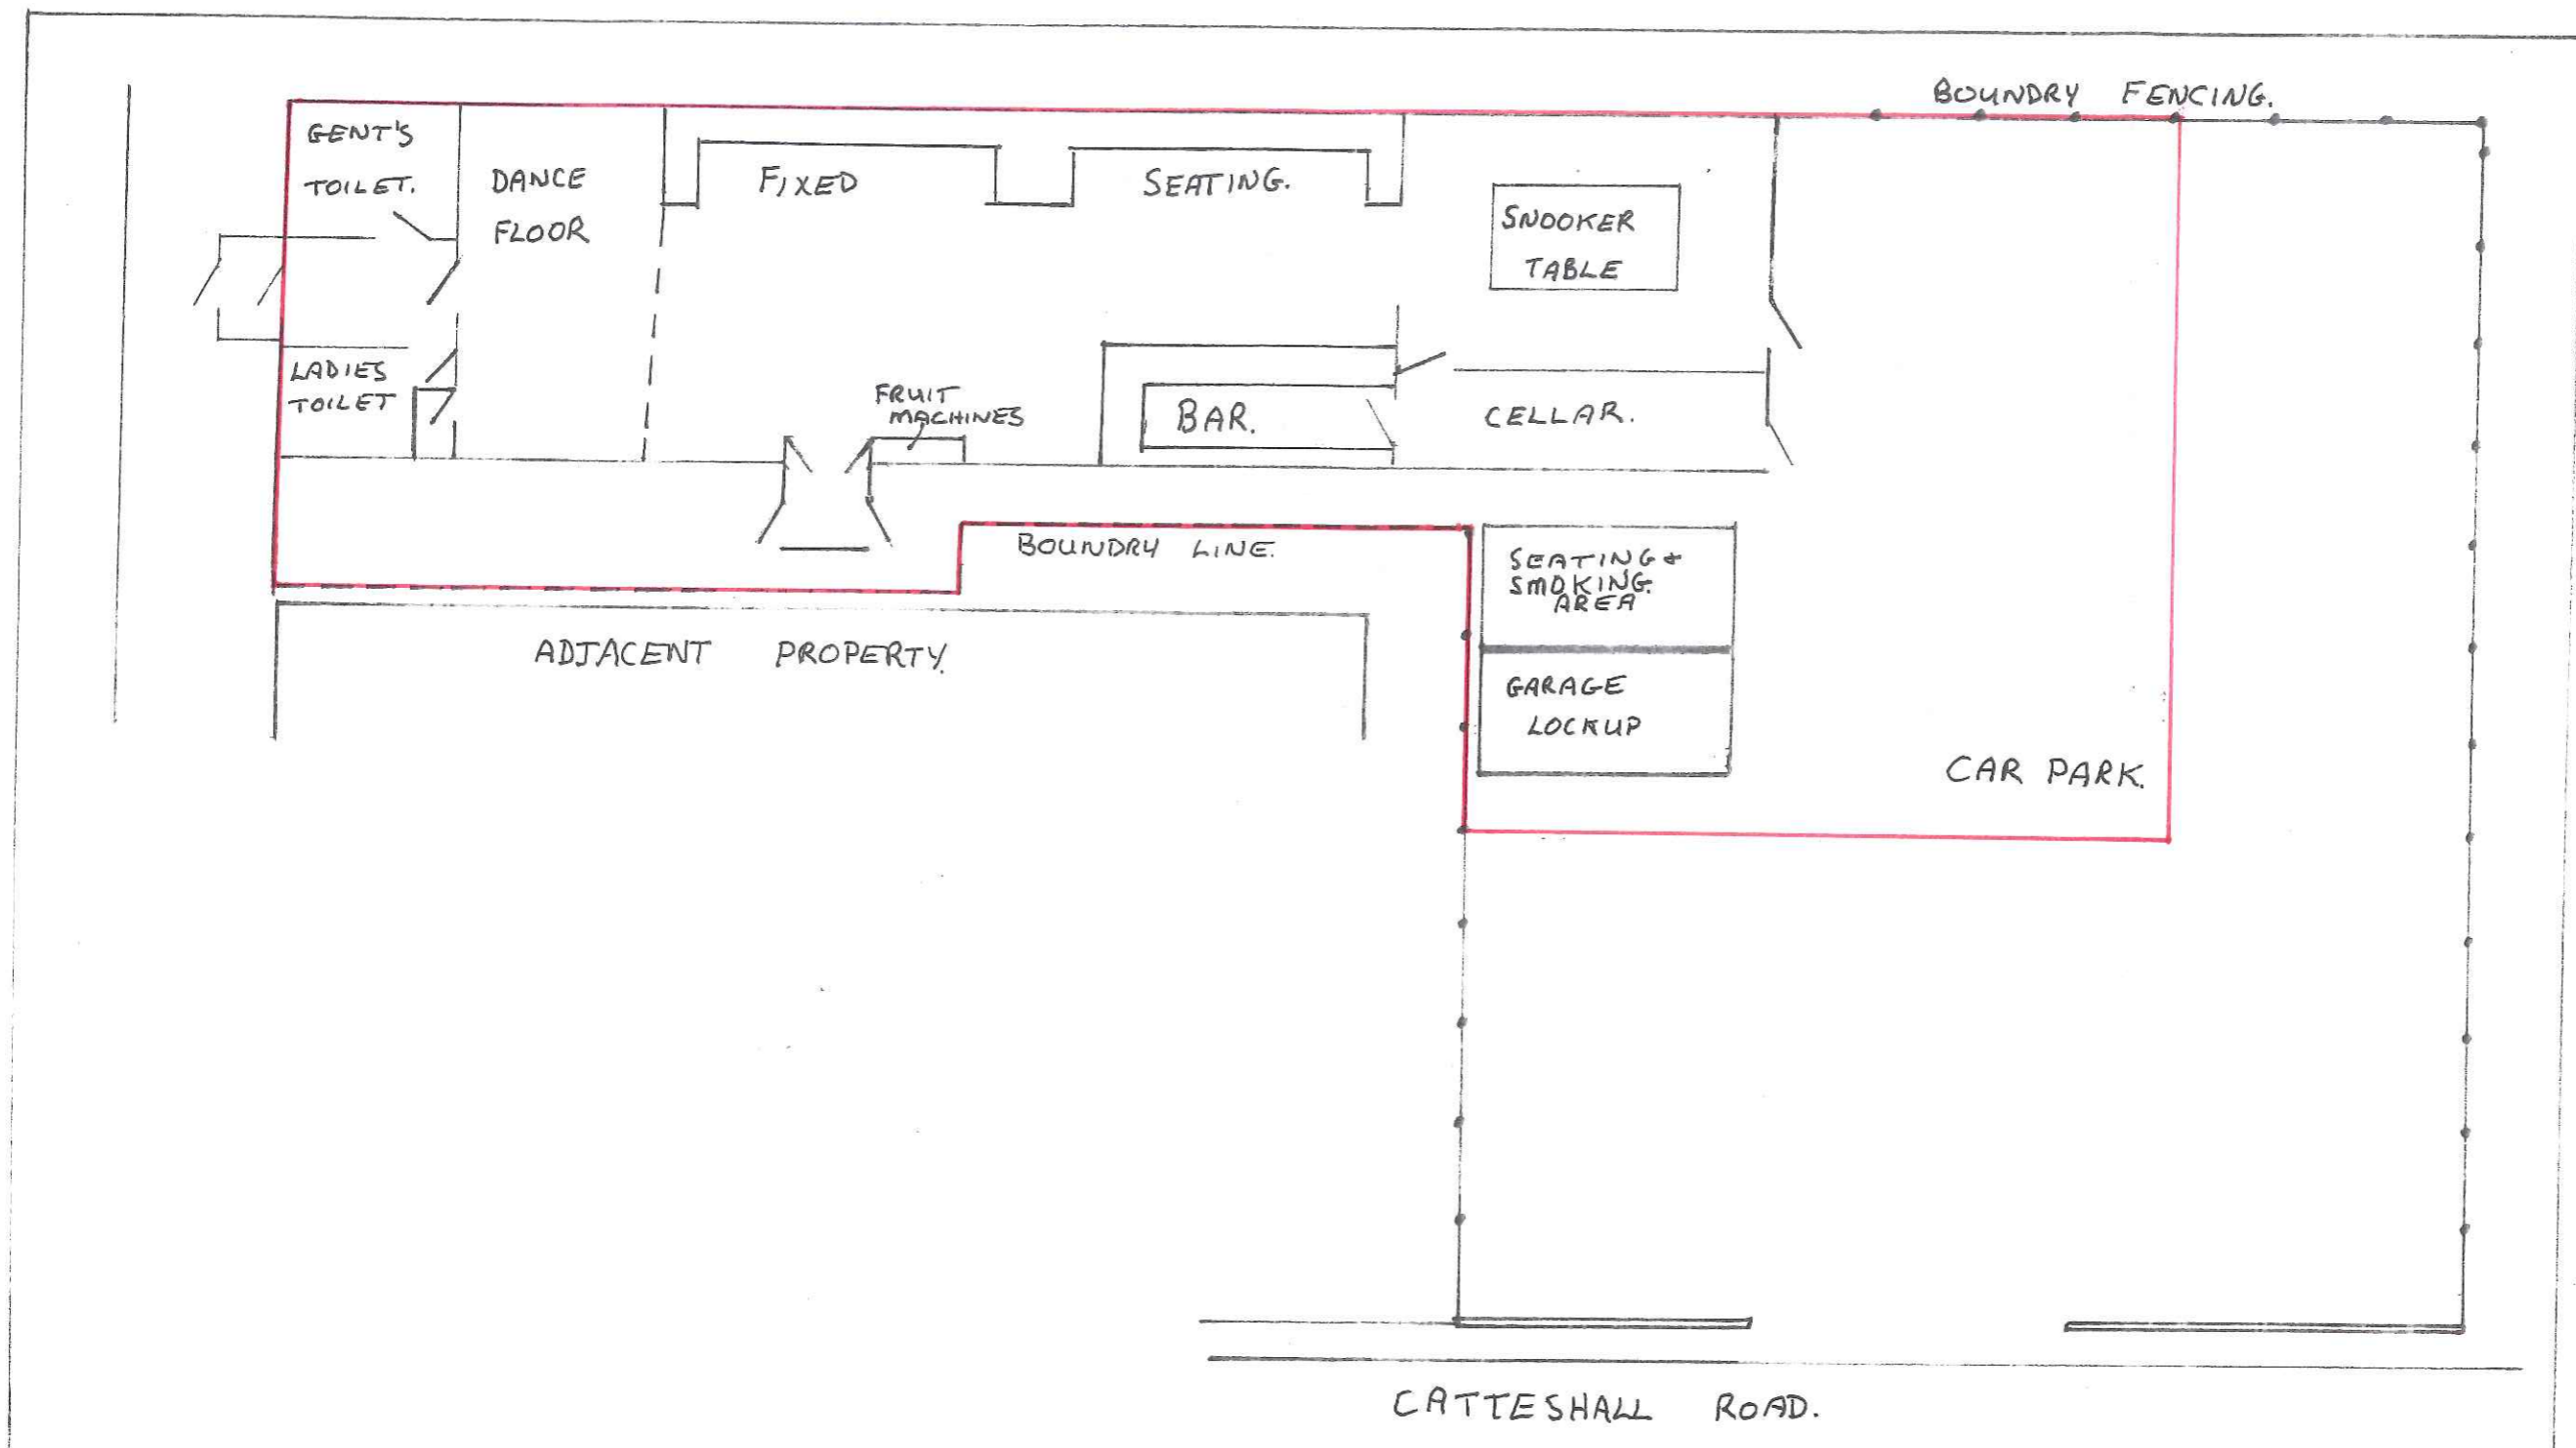 BOUNDRY FENCING.
GENT'S
TOILET.
DANCE
FLOOR
FIXED
SEATING.
SNOOKER
TABLE
LADIES
TOILET
FRUIT
MACHINES
BAR.
CELLAR.
BOUNDRY LINE.
SEATING &
SMOKING
AREA
ADJACENT PROPERTY.
GARAGE
LOCKUP
CAR PARK.
CATTESHALL ROAD.